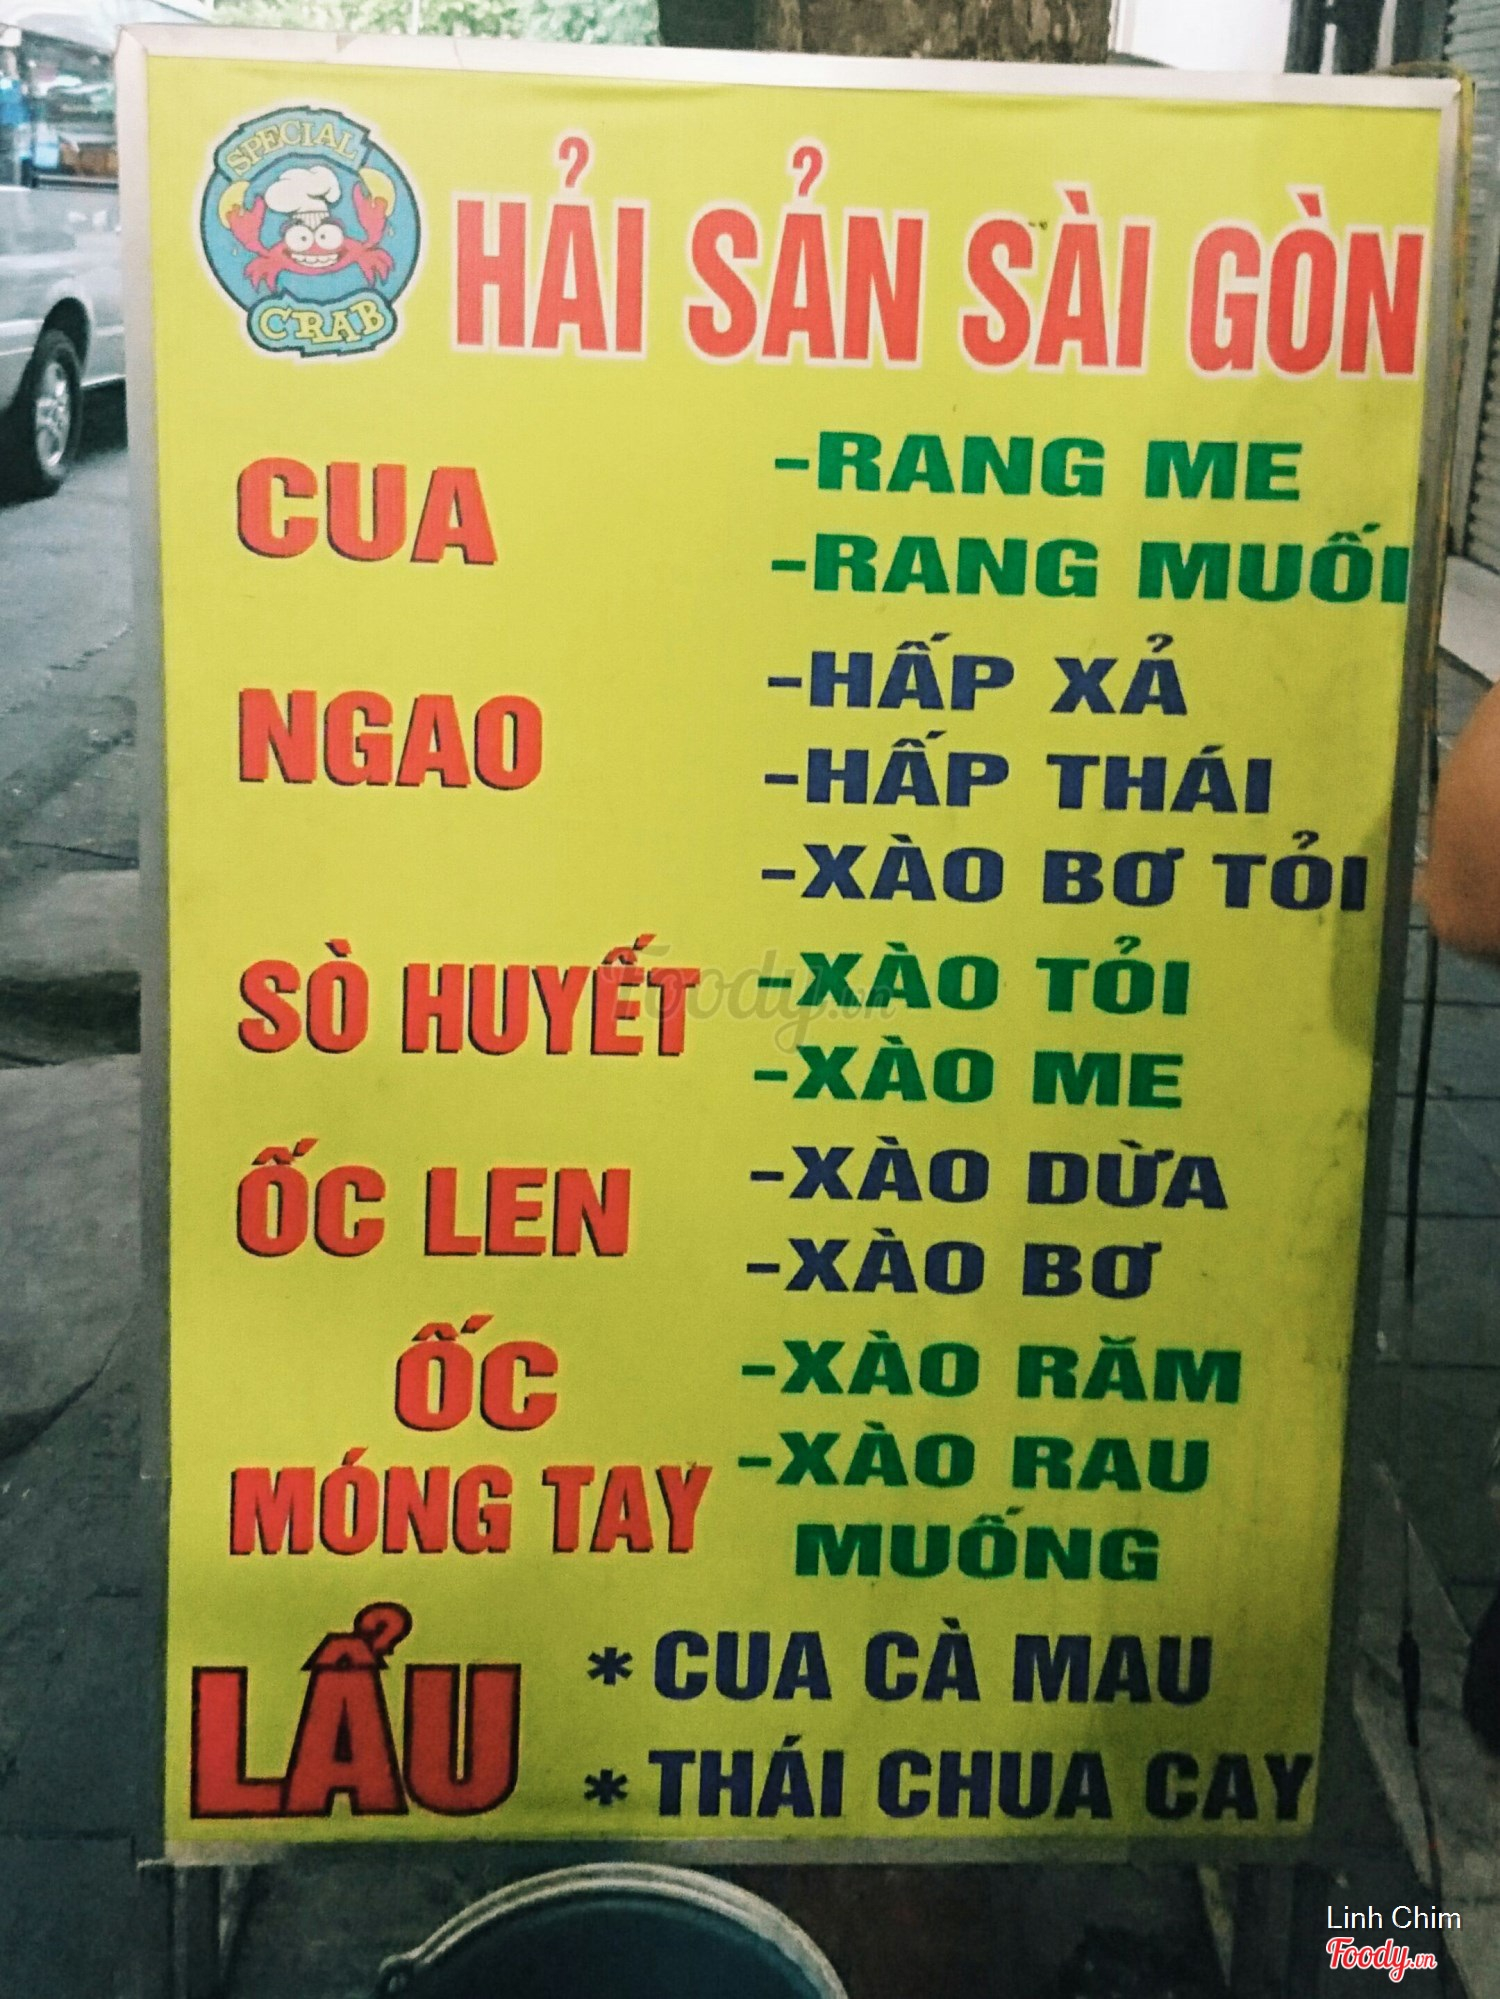 SPECIAL
CRAB
HẢI SẢN SÀI GÒN
CUA
-RANG ME
-RANG MUỐI
NGAO
-HẤP XẢ
-HẤP THÁI
-XÀO BƠ TỎI
SÒ HUYẾT
-XÀO TỎI
-XÀO ME
ỐC LEN
-XÀO DỪA
-XÀO BƠ
ỐC
MÓNG TAY
-XÀO RĂM
-XÀO RAU
MUỐNG
LẨU
* CUA CÀ MAU
* THÁI CHUA CAY
Foody.vn
Linh Chim
Foody.vn